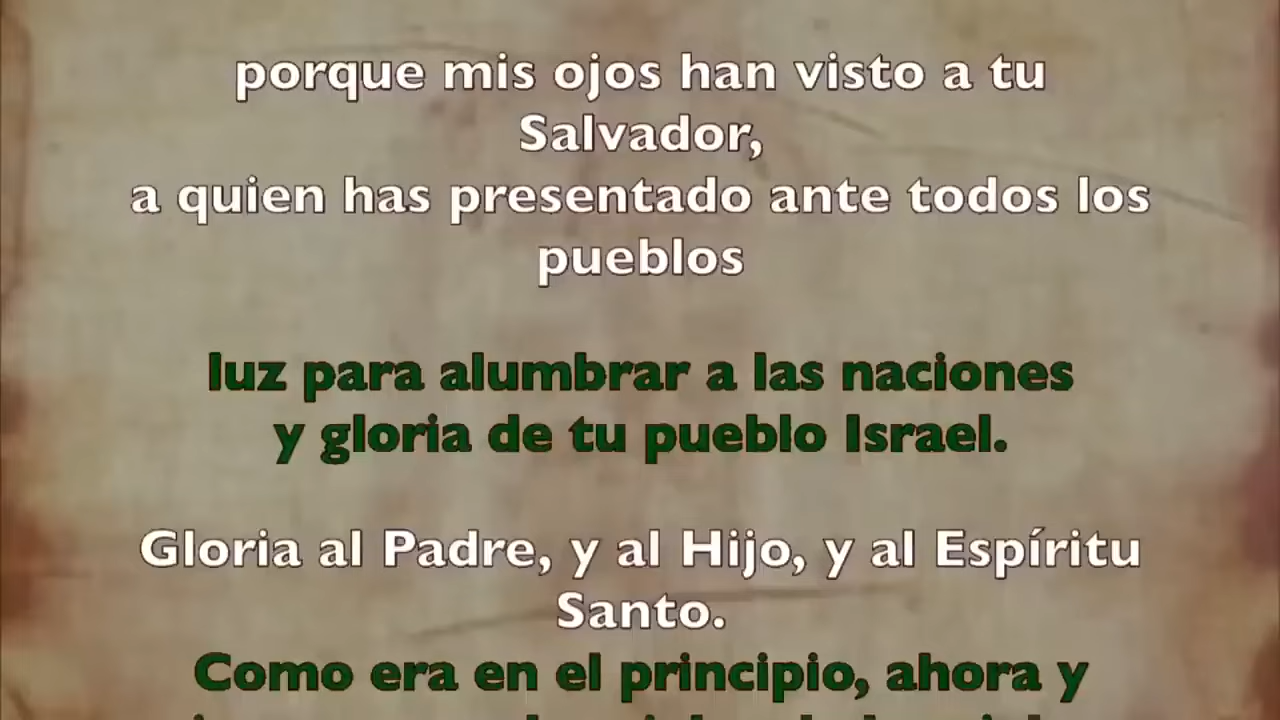 porque mis ojos han visto a tu
Salvador,
a quien has presentado ante todos los
pueblos
luz para alumbrar a las naciones
y gloria de tu pueblo Israel.
Gloria al Padre, y al Hijo, y al Espíritu
Santo.
Como era en el principio, ahora y